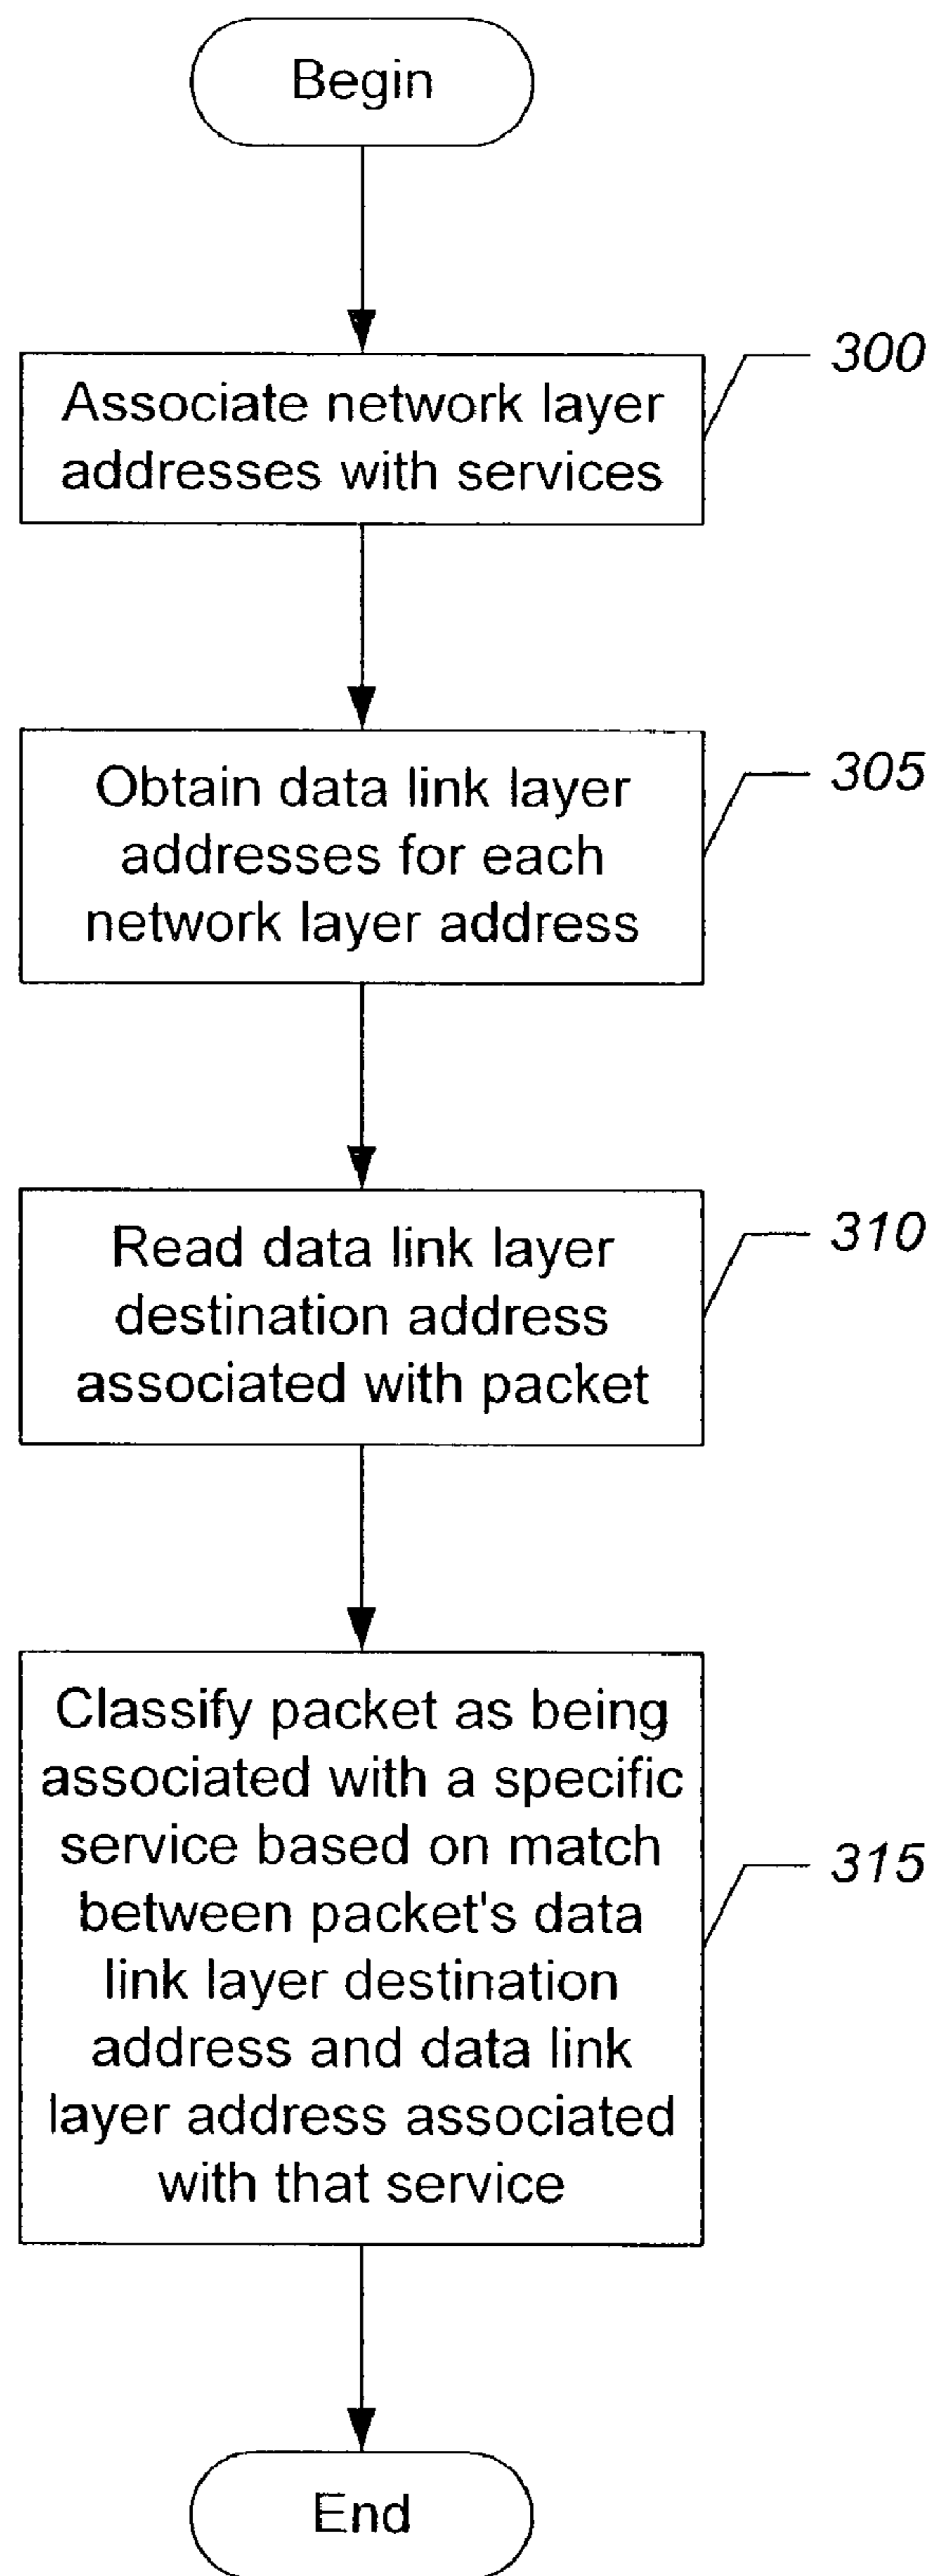 Begin
300
Associate network layer
addresses with services
305
Obtain data link layer
addresses for each
network layer address
310
Read data link layer
destination address
associated with packet
Classify packet as being
associated with a specific
service based on match
315
between packet's data
link layer destination
address and data link
layer address associated
with that service
End